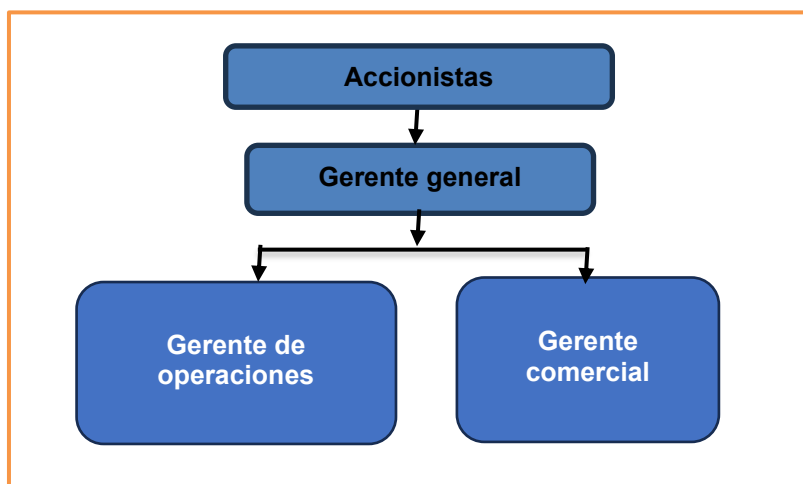 Accionistas
Gerente general
Gerente de
operaciones
Gerente
comercial